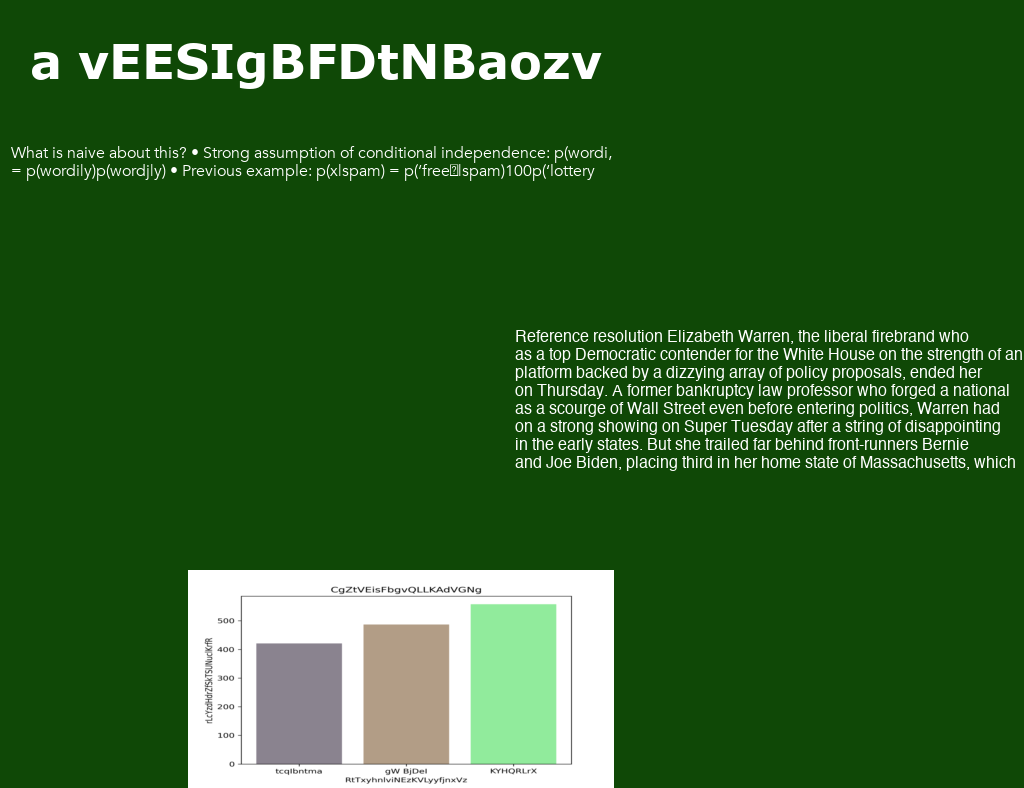 a vEESIgBFDtNBaozv
What is naive about this? • Strong assumption of conditional independence: p(wordi,
= p(wordily)p(wordjly) • Previous example: p(xlspam) = p(‘free⍰lspam)100p(‘lottery
Reference resolution Elizabeth Warren, the liberal firebrand who
as a top Democratic contender for the White House on the strength of an
platform backed by a dizzying array of policy proposals, ended her
on Thursday. A former bankruptcy law professor who forged a national
as a scourge of Wall Street even before entering politics, Warren had
on a strong showing on Super Tuesday after a string of disappointing
in the early states. But she trailed far behind front-runners Bernie
and Joe Biden, placing third in her home state of Massachusetts, which
CgZtVEisFbgvQLLKAdVGNg
500
400
300
200
100
0
tcqIbntma gW BjDeI KYHQRLrX
RtTxyhnlviNEzKVLyyfjnxVz